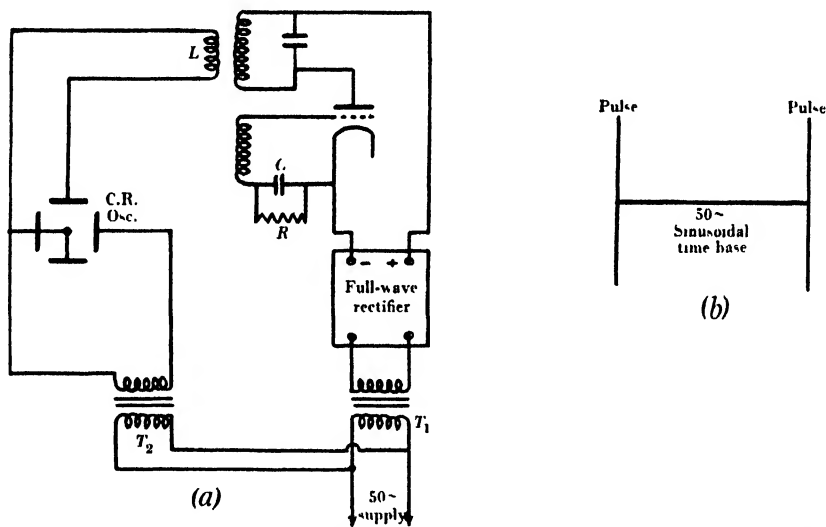 L
C
R
C.R.
Osc.
- +
Full-wave
rectifier
T1
T2
50~
supply
(a)
Pulse
Pulse
50~
Sinusoidal
time base
(b)